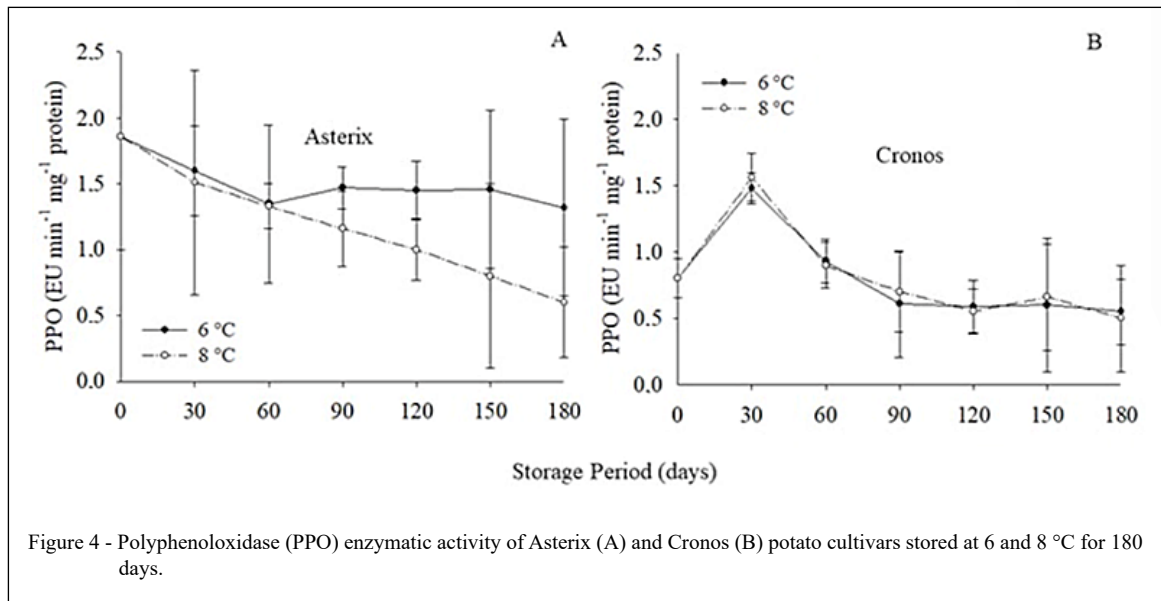 A
2.5
2.0
1.5
1.0
0.5
0.0
PPO (EU min⁻¹ mg⁻¹ protein)
Asterix
6 °C
8 °C
0 30 60 90 120 150 180
B
2.5
2.0
1.5
1.0
0.5
0.0
PPO (EU min⁻¹ mg⁻¹ protein)
6 °C
8 °C
Cronos
0 30 60 90 120 150 180
Storage Period (days)
Figure 4 - Polyphenoloxidase (PPO) enzymatic activity of Asterix (A) and Cronos (B) potato cultivars stored at 6 and 8 °C for 180
days.